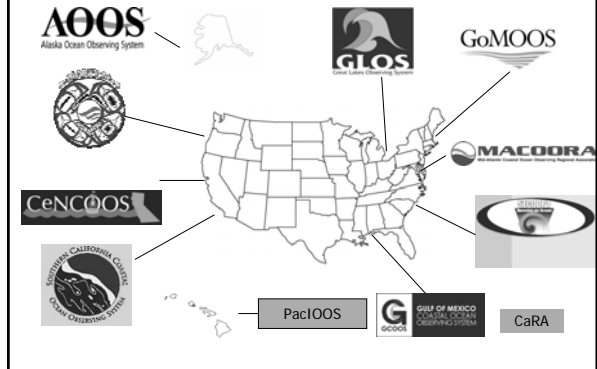 AOOS
Alaska Ocean Observing System
GLOS
Great Lakes Observing System
GoMOOS
MACOORA
Mid-Atlantic Coastal Ocean Observing Regional Associati
CeNCOOS
SOUTHERN CALIFORNIA COASTAL
OCEAN OBSERVING SYSTEM
PacIOOS
G
GCOOS
GULF OF MEXICO
COASTAL OCEAN
OBSERVING SYSTEM
CaRA